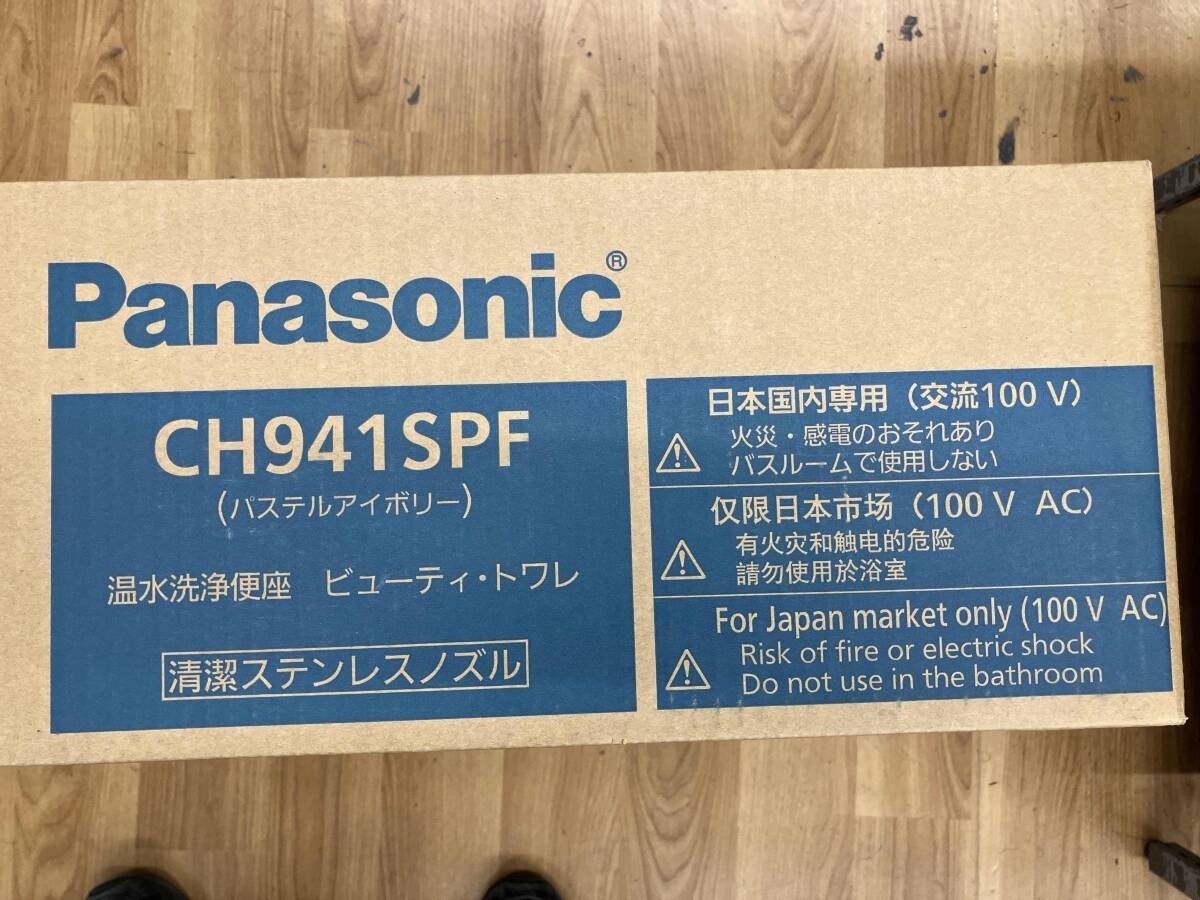 Panasonic®
CH941SPF
(パステルアイボリー)
温水洗浄便座 ビューティ・トワレ
清潔ステンレスノズル
日本国内専用（交流100 V）
火災・感電のおそれあり
バスルームで使用しない
仅限日本市场（100 V AC）
有火灾和触电的危险
請勿使用於浴室
For Japan market only (100 V AC)
Risk of fire or electric shock
Do not use in the bathroom